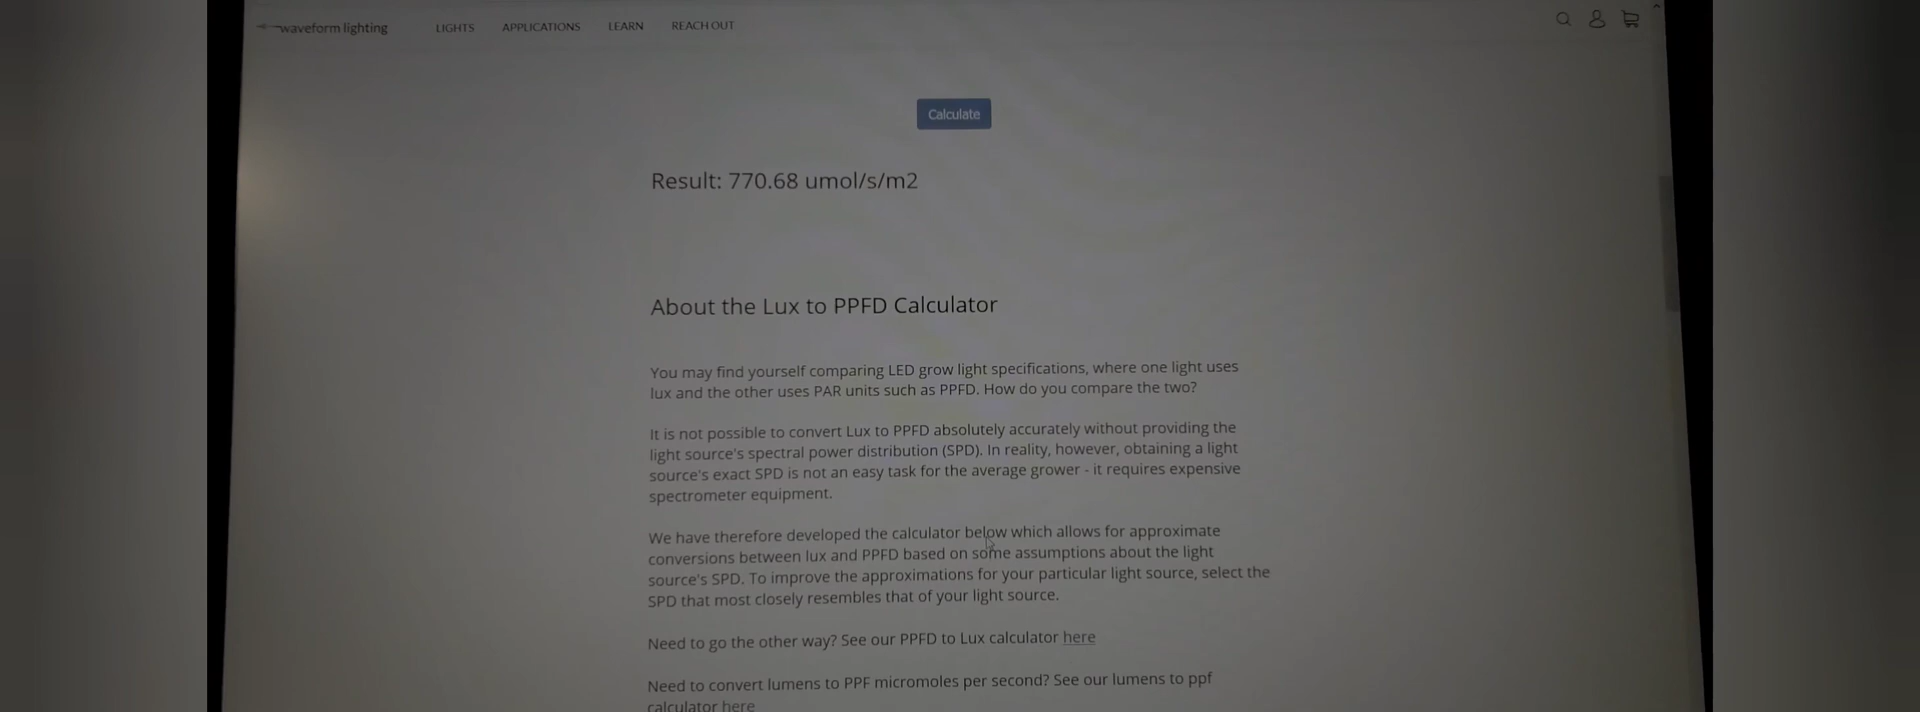 waveform lighting LIGHTS APPLICATIONS LEARN REACH OUT
Calculate
Result: 770.68 umol/s/m2
About the Lux to PPFD Calculator
You may find yourself comparing LED grow light specifications, where one light uses
lux and the other uses PAR units such as PPFD. How do you compare the two?
It is not possible to convert Lux to PPFD absolutely accurately without providing the
light source's spectral power distribution (SPD). In reality, however, obtaining a light
source's exact SPD is not an easy task for the average grower - it requires expensive
spectrometer equipment.
We have therefore developed the calculator below which allows for approximate
conversions between lux and PPFD based on some assumptions about the light
source's SPD. To improve the approximations for your particular light source, select the
SPD that most closely resembles that of your light source.
Need to go the other way? See our PPFD to Lux calculator here
Need to convert lumens to PPF micromoles per second? See our lumens to ppf
calculator here